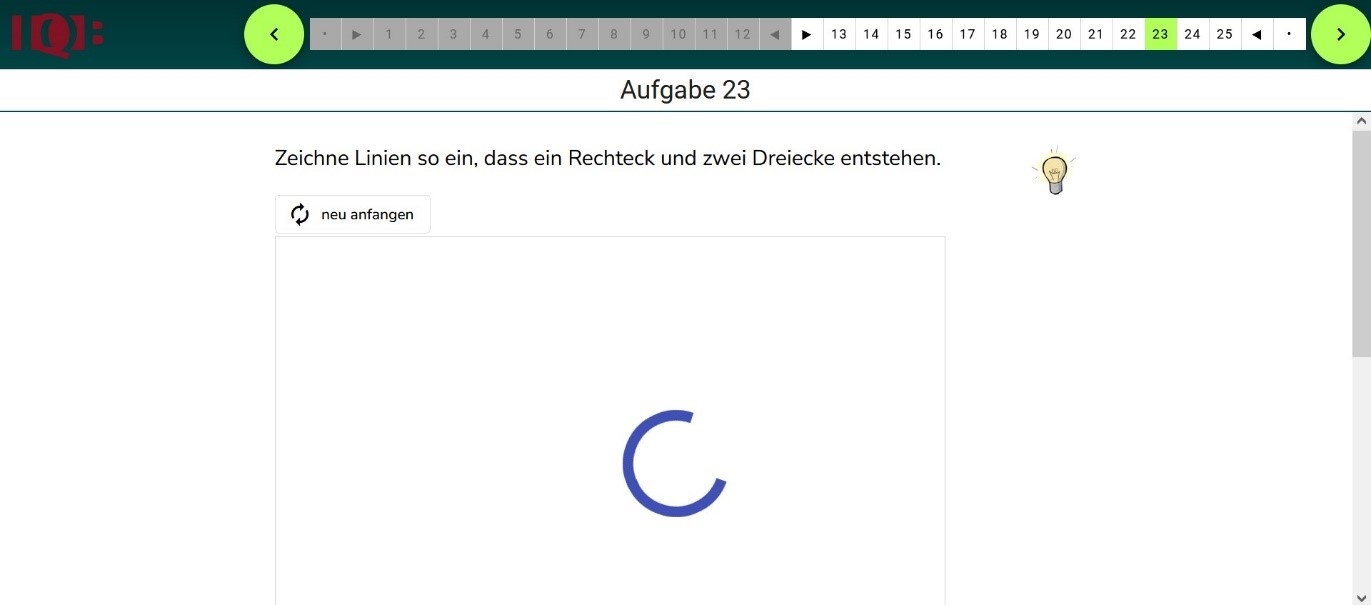 IQB
1 2 3 4 5 6 7 8 9 10 11 12 13 14 15 16 17 18 19 20 21 22 23 24 25
Aufgabe 23
Zeichne Linien so ein, dass ein Rechteck und zwei Dreiecke entstehen.
neu anfangen